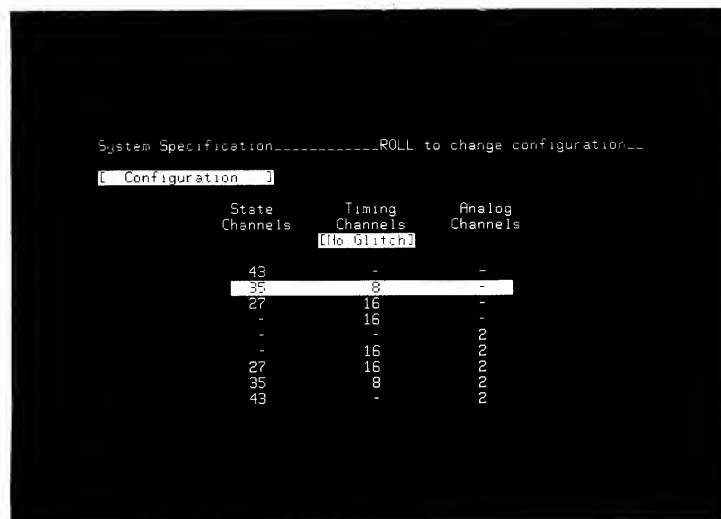 System Specification_____________ROLL to change configuration__
[ Configuration ]
State Timing Analog
Channels Channels Channels
[No Glitch]
43 - -
35 8 -
27 16 -
- 16 -
- - 2
- 16 2
27 16 2
35 8 2
43 - 2